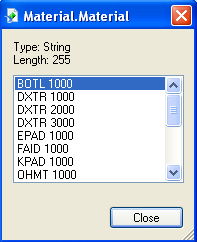 Material.Material
Type: String
Length: 255
BOTL 1000
DXTR 1000
DXTR 2000
DXTR 3000
EPAD 1000
FAID 1000
KPAD 1000
OHMT 1000
Close